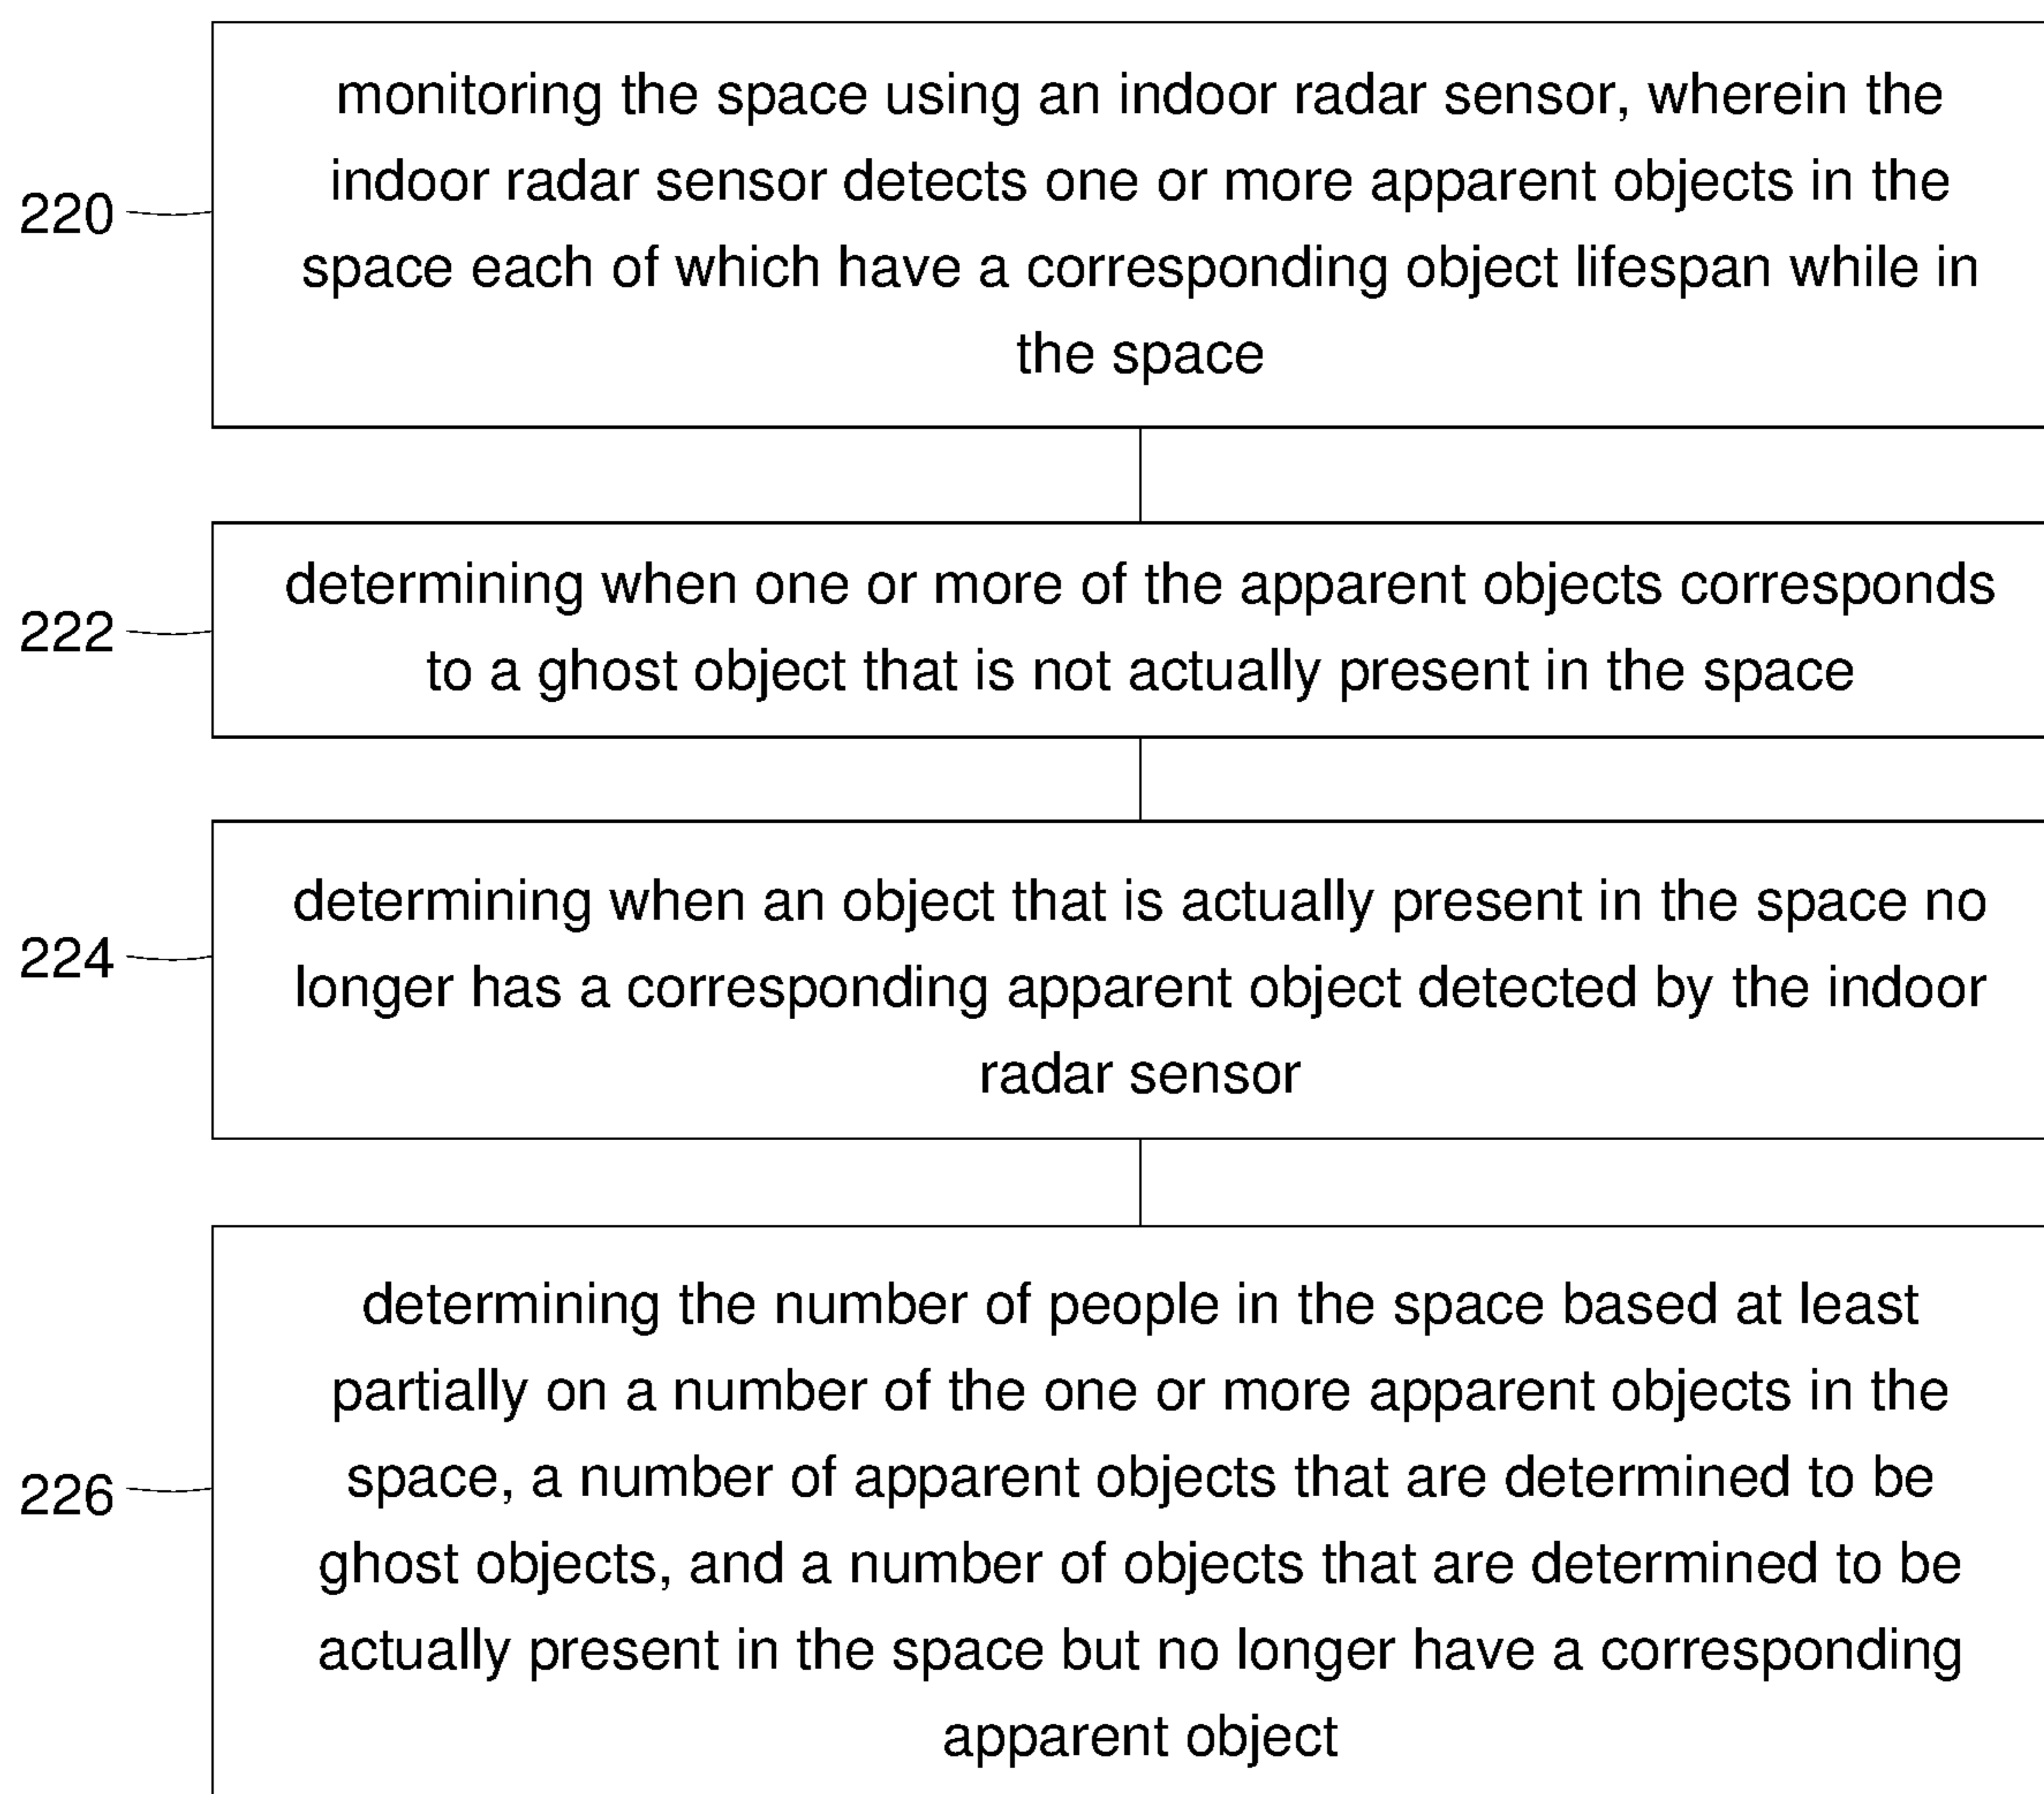 monitoring the space using an indoor radar sensor, wherein the
indoor radar sensor detects one or more apparent objects in the
220
space each of which have a corresponding object lifespan while in
the space
determining when one or more of the apparent objects corresponds
222
to a ghost object that is not actually present in the space
determining when an object that is actually present in the space no
224
longer has a corresponding apparent object detected by the indoor
radar sensor
determining the number of people in the space based at least
partially on a number of the one or more apparent objects in the
space, a number of apparent objects that are determined to be
226
ghost objects, and a number of objects that are determined to be
actually present in the space but no longer have a corresponding
apparent object